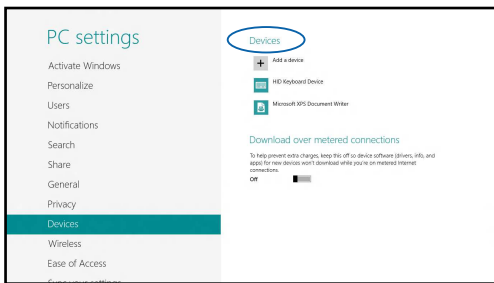 PC settings
Activate Windows
Personalize
Users
Notifications
Search
Share
General
Privacy
Devices
Wireless
Ease of Access
Sync your settings
Devices
Add a device
HID Keyboard Device
Microsoft XPS Document Writer
Download over metered connections
To help prevent extra charges, keep this off so device software (drivers, info, and
apps) for new devices won't download while you're on metered Internet
connections.
Off